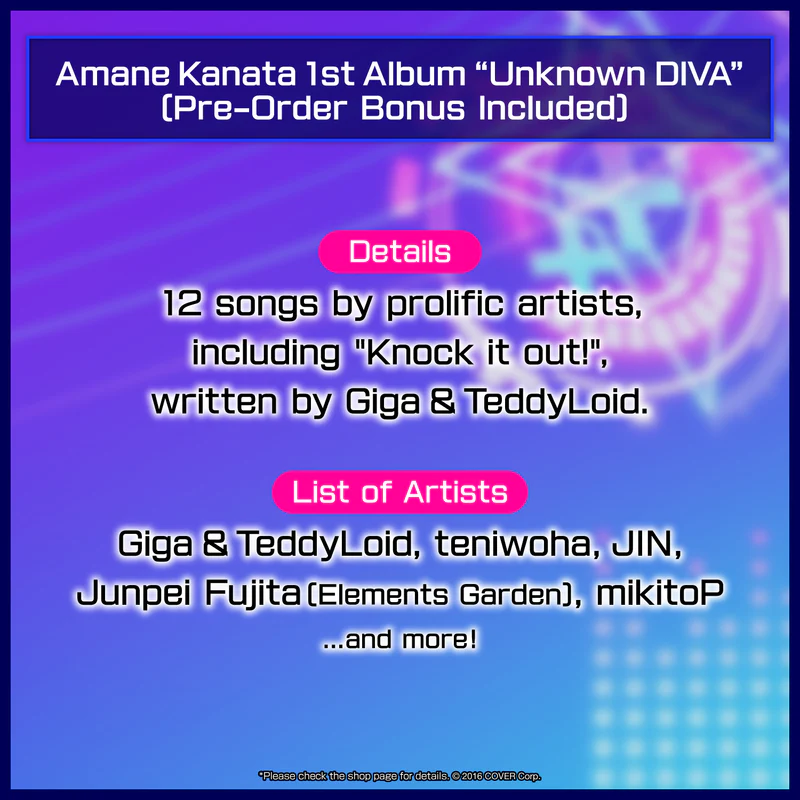 Amane Kanata 1st Album “Unknown DIVA”
(Pre-Order Bonus Included)
Details
12 songs by prolific artists,
including "Knock it out!",
written by Giga & TeddyLoid.
List of Artists
Giga & TeddyLoid, teniwoha, JIN,
Junpei Fujita (Elements Garden), mikitoP
...and more!
*Please check the shop page for details. © 2016 COVER Corp.